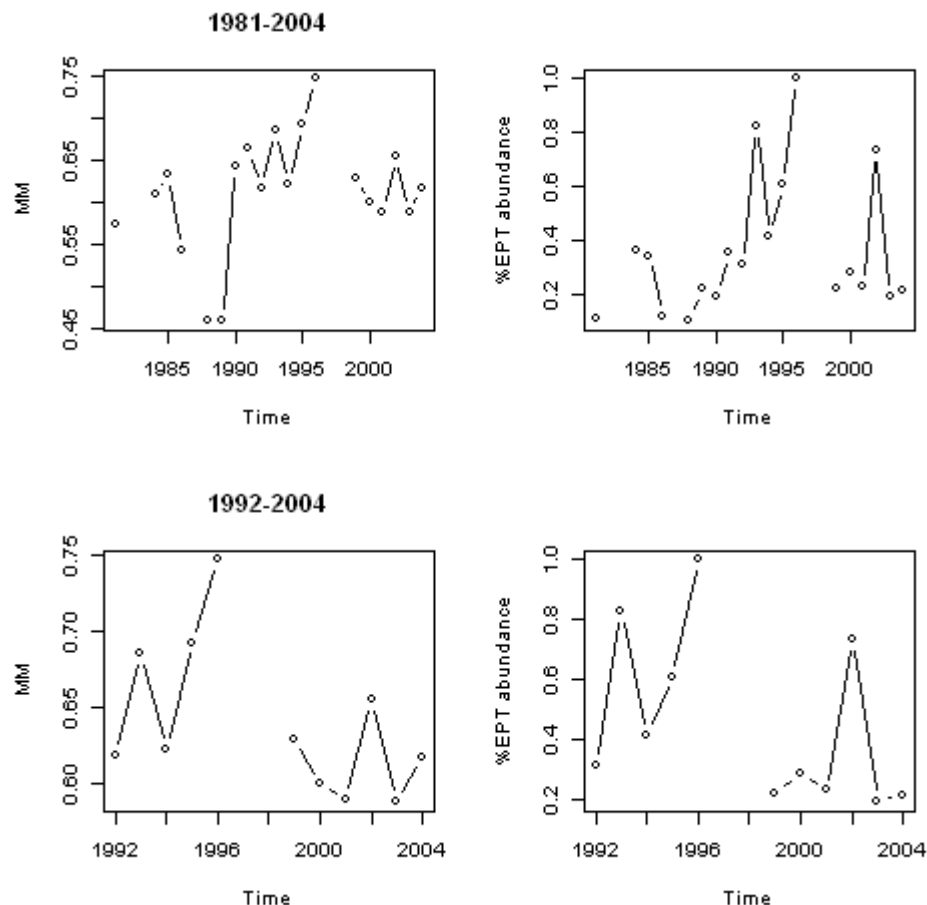 1981-2004
MM
0.45 0.55 0.65 0.75
1985 1990 1995 2000
Time
%EPT abundance
0.2 0.4 0.6 0.8 1.0
1985 1990 1995 2000
Time
1992-2004
MM
0.60 0.65 0.70 0.75
1992 1996 2000 2004
Time
%EPT abundance
0.2 0.4 0.6 0.8 1.0
1992 1996 2000 2004
Time